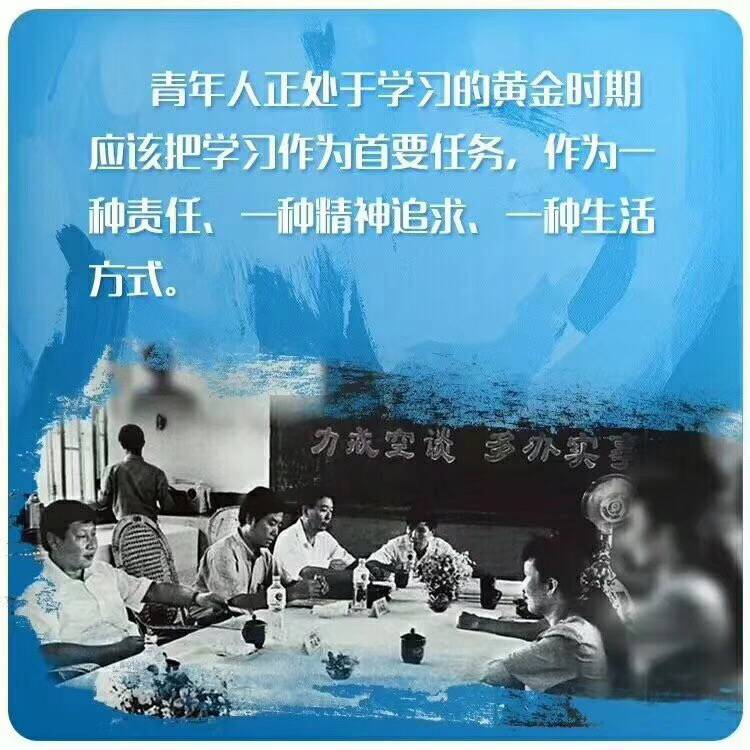 青年人正处于学习的黄金时期
应该把学习作为首要任务，作为一
种责任、一种精神追求、一种生活
方式。
力戒空谈 多办实事